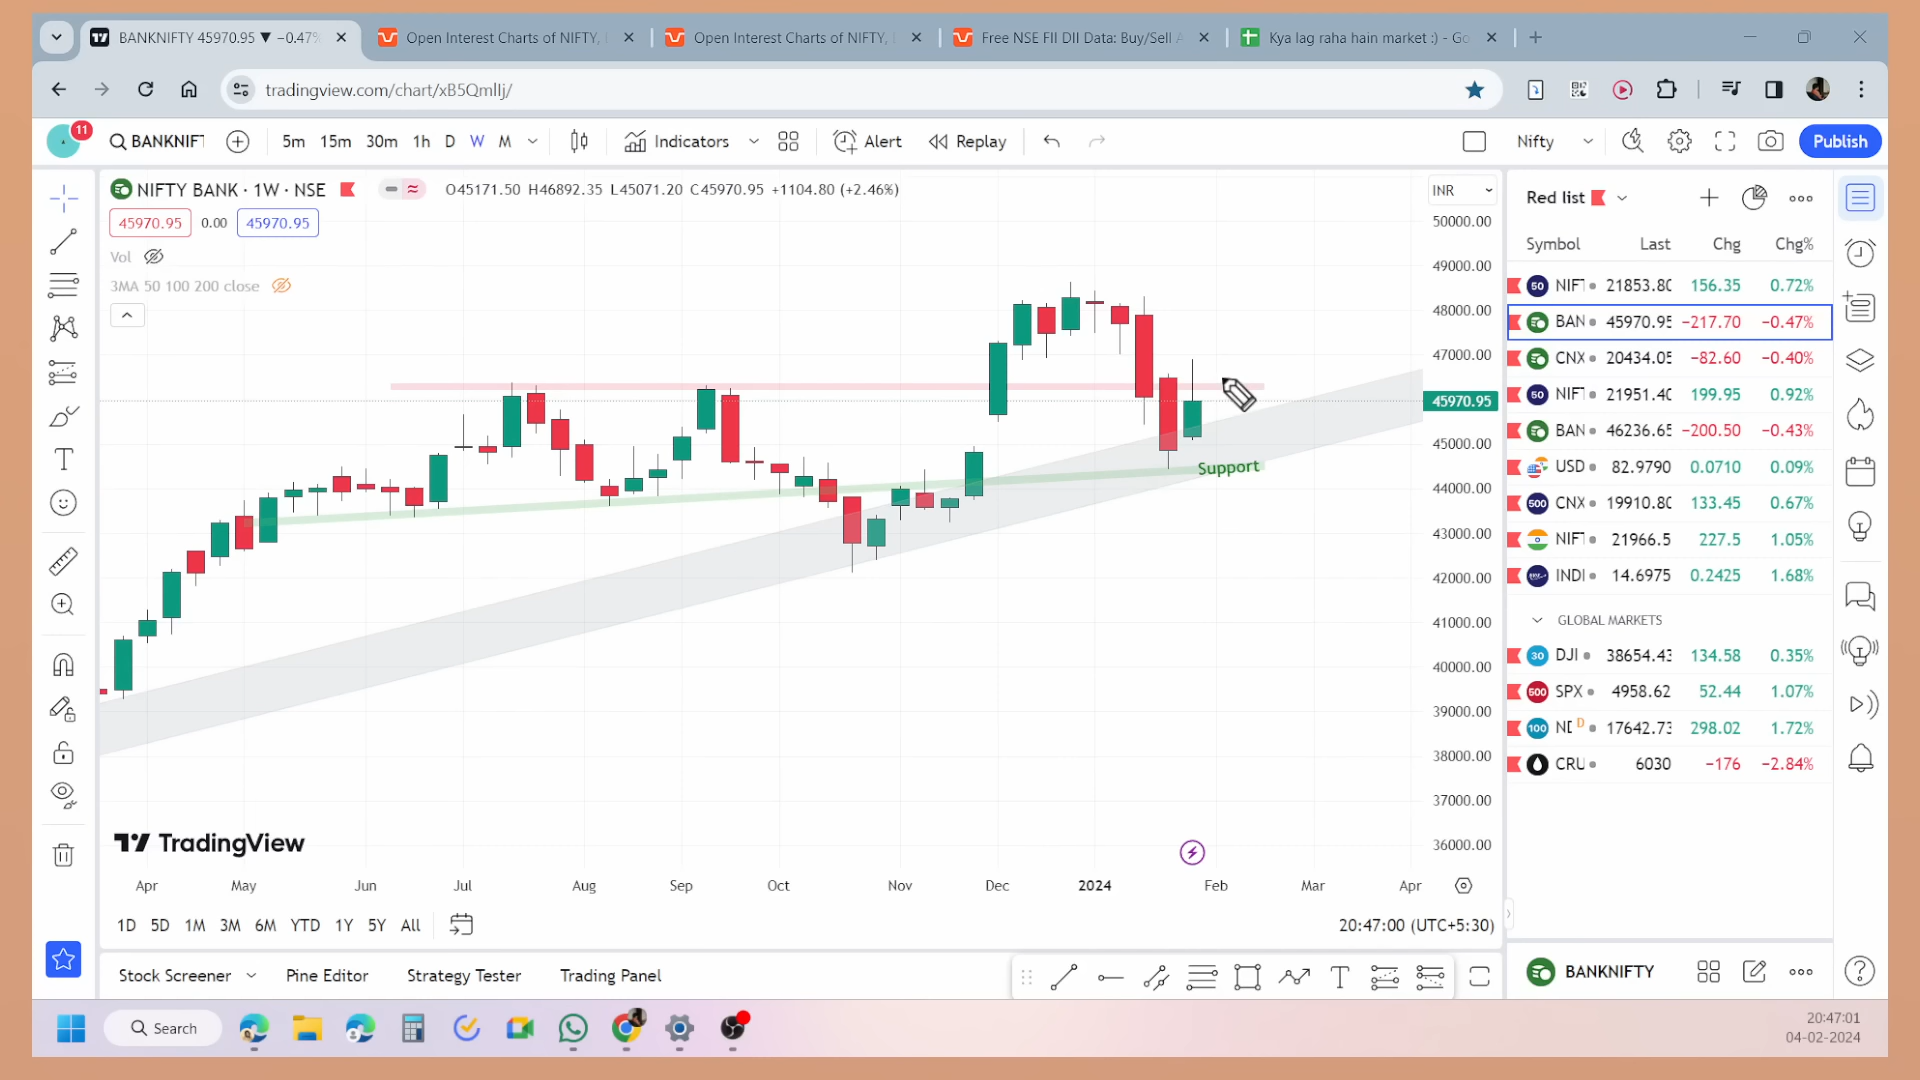 BANKNIFTY 45970.95 ▼ −0.47%
Open Interest Charts of NIFTY,
Open Interest Charts of NIFTY,
Free NSE FII DII Data: Buy/Sell A
Kya lag raha hain market :) - Go
tradingview.com/chart/xB5QmlIj/
11
BANKNIFT
5m 15m 30m 1h D W M
Indicators
Alert
Replay
Nifty
Publish
NIFTY BANK · 1W · NSE
O45171.50 H46892.35 L45071.20 C45970.95 +1104.80 (+2.46%)
45970.95 0.00 45970.95
Vol
3MA 50 100 200 close
INR
50000.00
49000.00
48000.00
47000.00
45970.95
45000.00
44000.00
43000.00
42000.00
41000.00
40000.00
39000.00
38000.00
37000.00
36000.00
Support
TradingView
Apr May Jun Jul Aug Sep Oct Nov Dec 2024 Feb Mar Apr
1D 5D 1M 3M 6M YTD 1Y 5Y All
20:47:00 (UTC+5:30)
Stock Screener Pine Editor Strategy Tester Trading Panel
Red list
Symbol Last Chg Chg%
50 NIFT 21853.80 156.35 0.72%
BAN 45970.95 −217.70 −0.47%
CNX 20434.05 −82.60 −0.40%
50 NIFT 21951.40 199.95 0.92%
BAN 46236.65 −200.50 −0.43%
USD 82.9790 0.0710 0.09%
500 CNX 19910.80 133.45 0.67%
NIFT 21966.5 227.5 1.05%
INDI 14.6975 0.2425 1.68%
GLOBAL MARKETS
30 DJI 38654.43 134.58 0.35%
500 SPX 4958.62 52.44 1.07%
100 ND D 17642.73 298.02 1.72%
CRU 6030 −176 −2.84%
BANKNIFTY
Search
20:47:01
04-02-2024